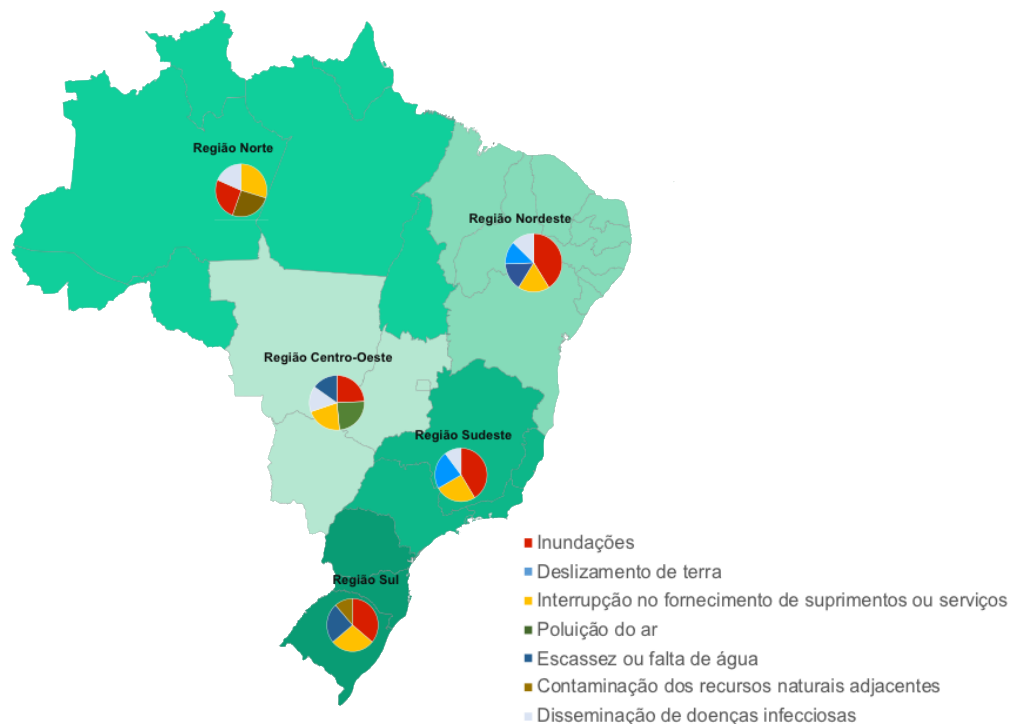 Região Norte
Região Nordeste
Região Centro-Oeste
Região Sudeste
Região Sul
Inundações
Deslizamento de terra
Interrupção no fornecimento de suprimentos ou serviços
Poluição do ar
Escassez ou falta de água
Contaminação dos recursos naturais adjacentes
Disseminação de doenças infecciosas